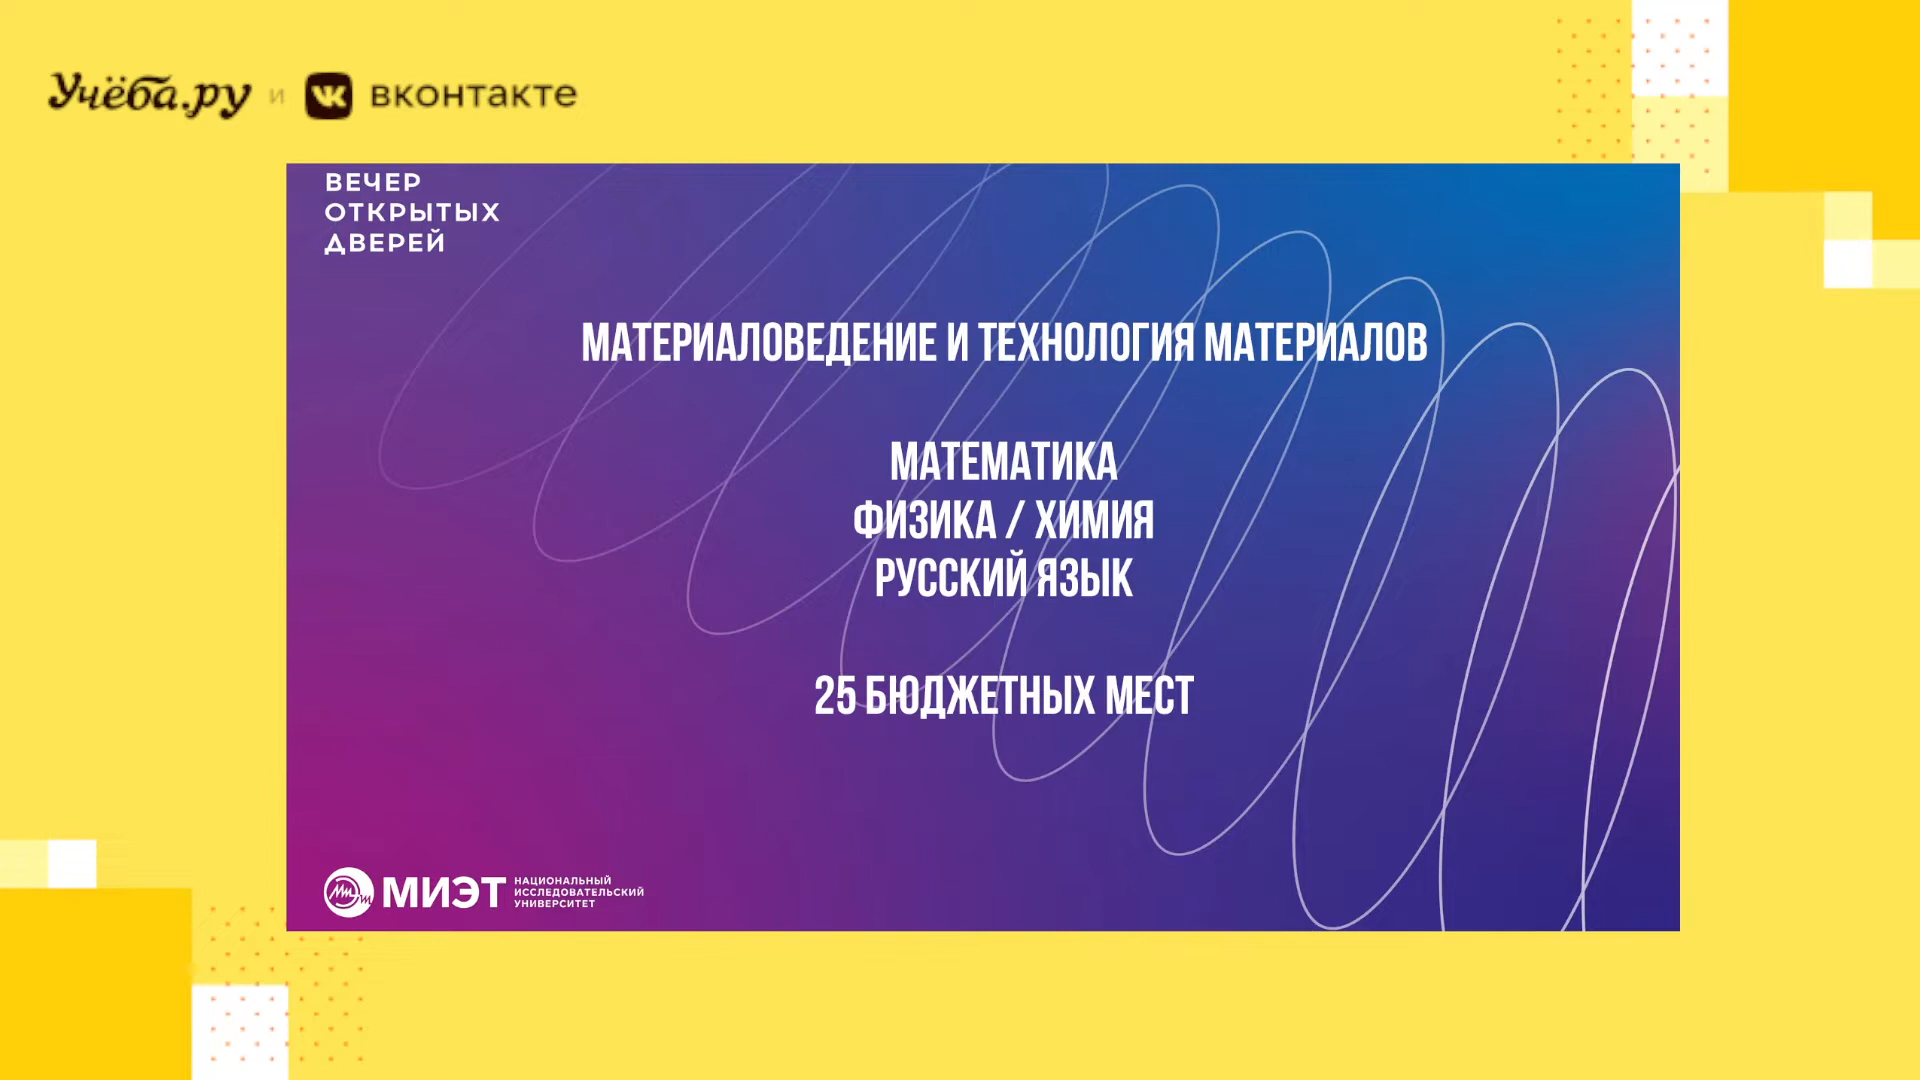 Учёба.ру и вконтакте
ВЕЧЕР
ОТКРЫТЫХ
ДВЕРЕЙ
МАТЕРИАЛОВЕДЕНИЕ И ТЕХНОЛОГИЯ МАТЕРИАЛОВ
МАТЕМАТИКА
ФИЗИКА / ХИМИЯ
РУССКИЙ ЯЗЫК
25 БЮДЖЕТНЫХ МЕСТ
МИЭТ
НАЦИОНАЛЬНЫЙ
ИССЛЕДОВАТЕЛЬСКИЙ
УНИВЕРСИТЕТ